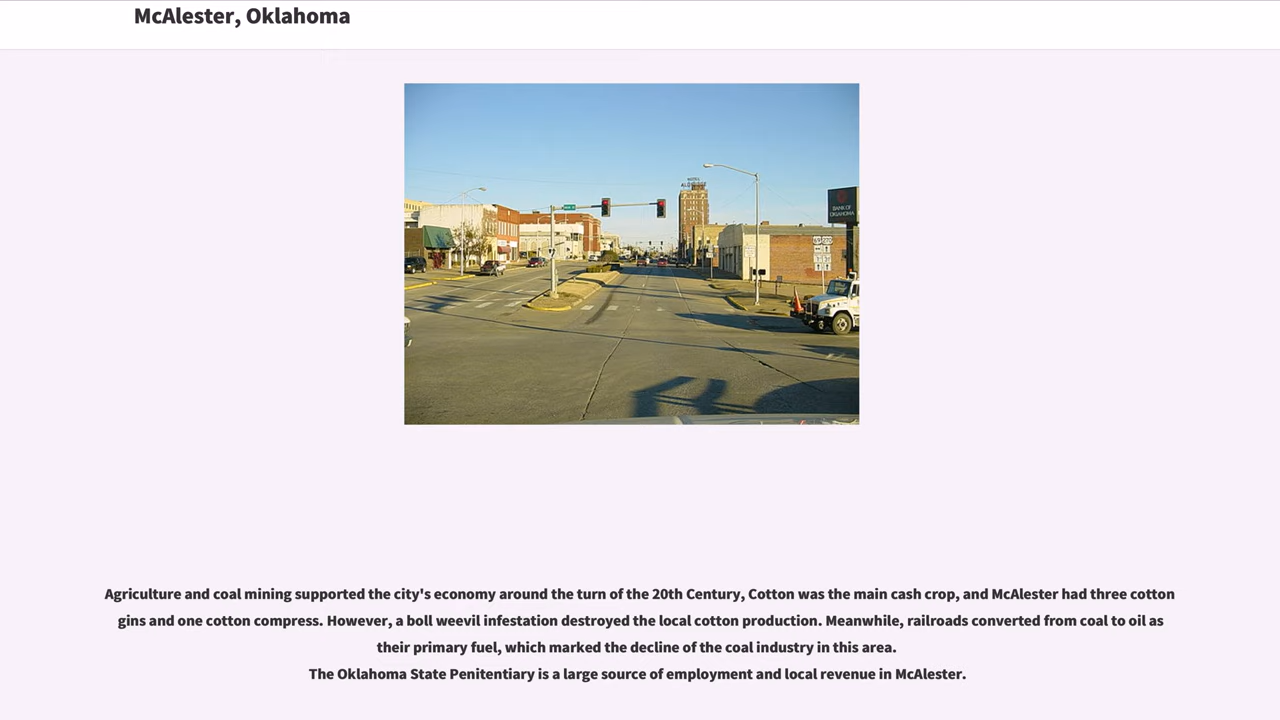 McAlester, Oklahoma
HOTEL
ALDRIDGE
BANK OF
OKLAHOMA
Agriculture and coal mining supported the city's economy around the turn of the 20th Century, Cotton was the main cash crop, and McAlester had three cotton
gins and one cotton compress. However, a boll weevil infestation destroyed the local cotton production. Meanwhile, railroads converted from coal to oil as
their primary fuel, which marked the decline of the coal industry in this area.
The Oklahoma State Penitentiary is a large source of employment and local revenue in McAlester.